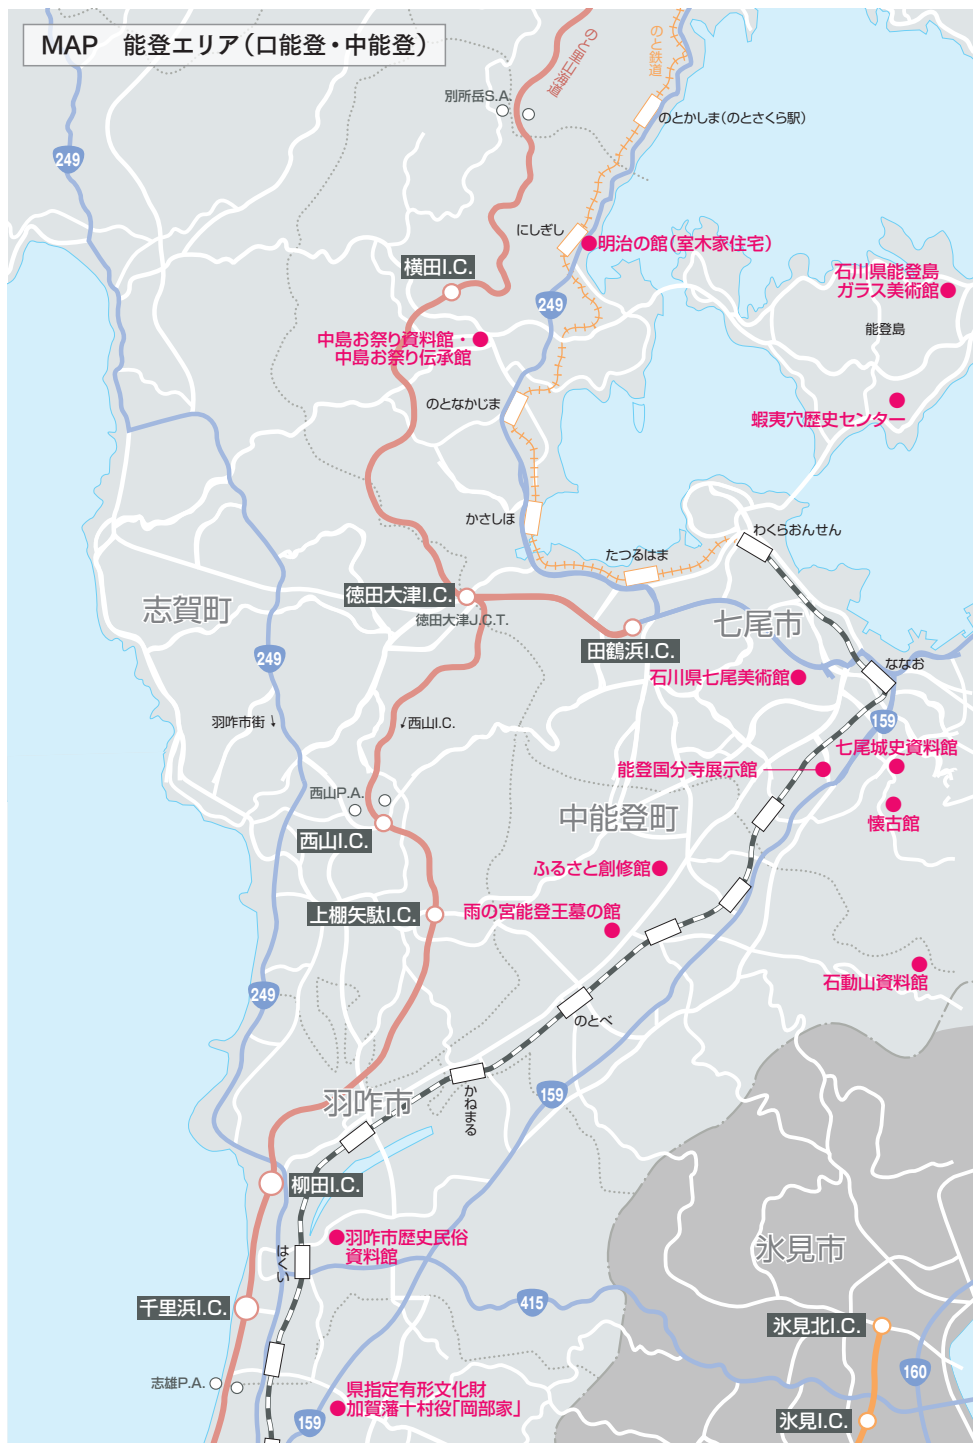 MAP 能登エリア（口能登・中能登）
のと里山海道
のと鉄道
別所岳S.A.
のとかしま（のとさくら駅）
249
にしぎし
明治の館（室木家住宅）
横田I.C.
石川県能登島
ガラス美術館
249
能登島
中島お祭り資料館・
中島お祭り伝承館
のとなかじま
蝦夷穴歴史センター
かさしほ
わくらおんせん
たつるはま
徳田大津I.C.
徳田大津J.C.T.
志賀町
七尾市
田鶴浜I.C.
249
ななお
石川県七尾美術館
羽咋市街↓
↙西山I.C.
159
七尾城史資料館
能登国分寺展示館
西山P.A.
懐古館
中能登町
西山I.C.
ふるさと創修館
上棚矢駄I.C.
雨の宮能登王墓の館
石動山資料館
249
のとべ
159
かねまる
羽咋市
柳田I.C.
羽咋市歴史民俗
資料館
はくい
氷見市
千里浜I.C.
415
氷見北I.C.
160
志雄P.A.
県指定有形文化財
加賀藩十村役「岡部家」
159
氷見I.C.